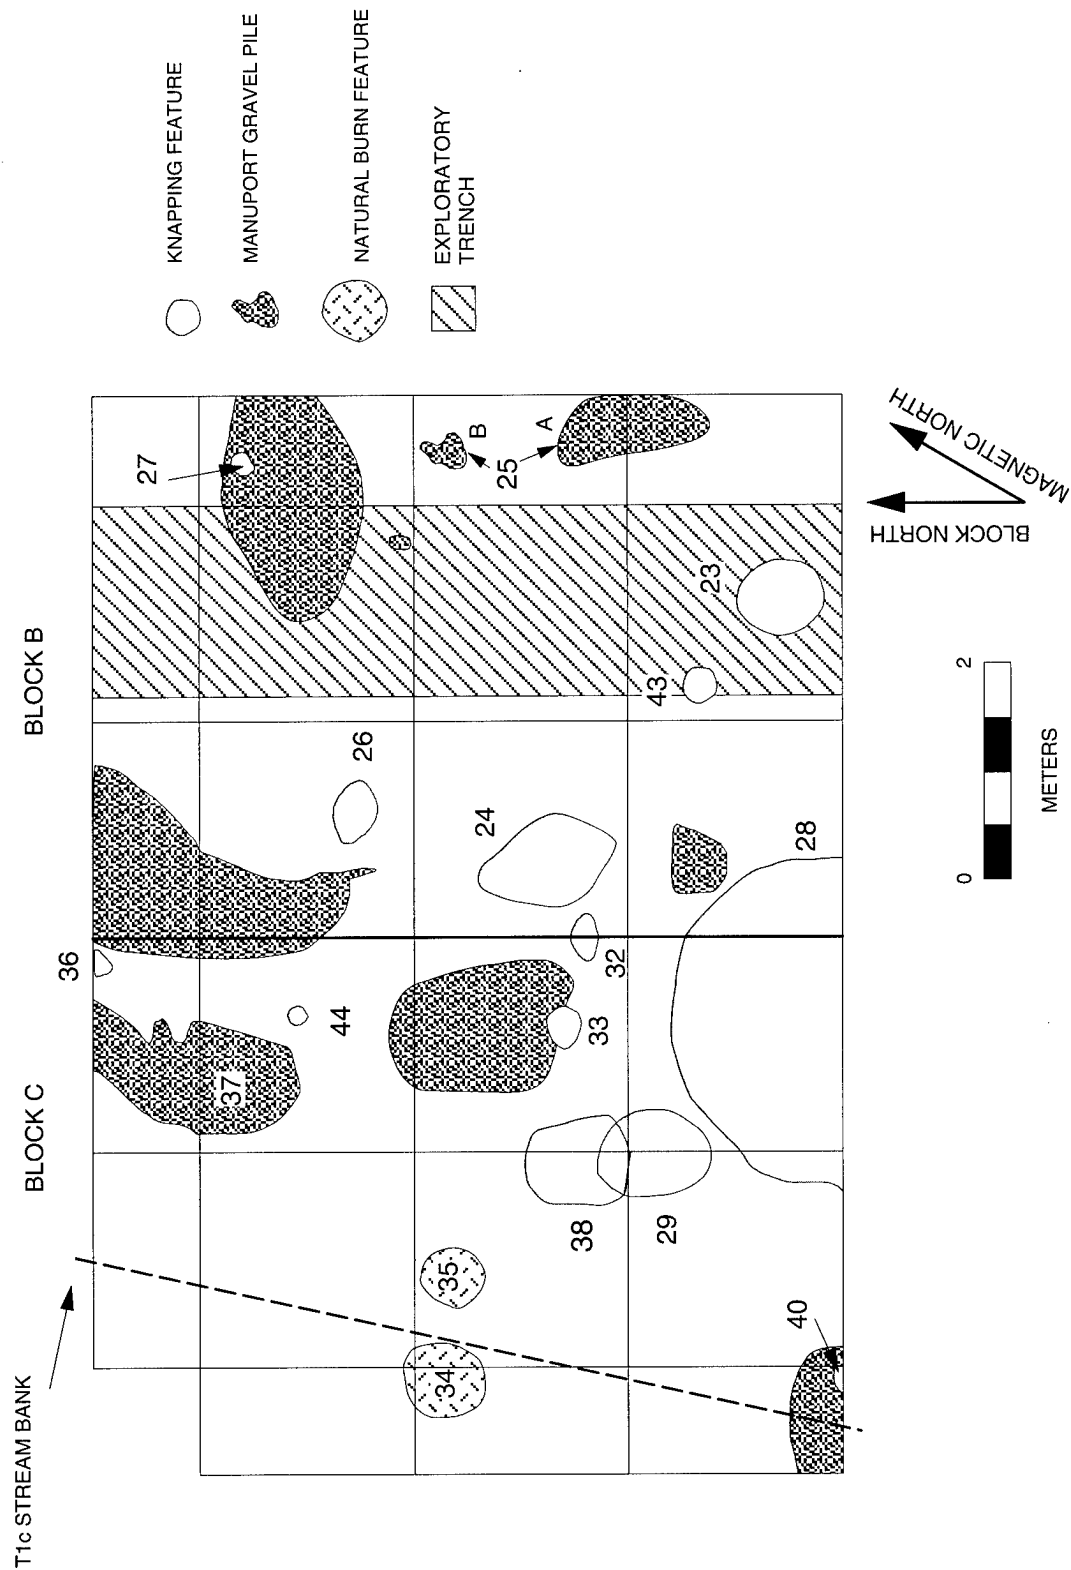 T1c STREAM BANK
BLOCK C
BLOCK B
36
37
44
33
32
38
29
35
34
40
26
24
28
27
25
B
A
23
43
KNAPPING FEATURE
MANUPORT GRAVEL PILE
NATURAL BURN FEATURE
EXPLORATORY
TRENCH
BLOCK NORTH
MAGNETIC NORTH
0
2
METERS